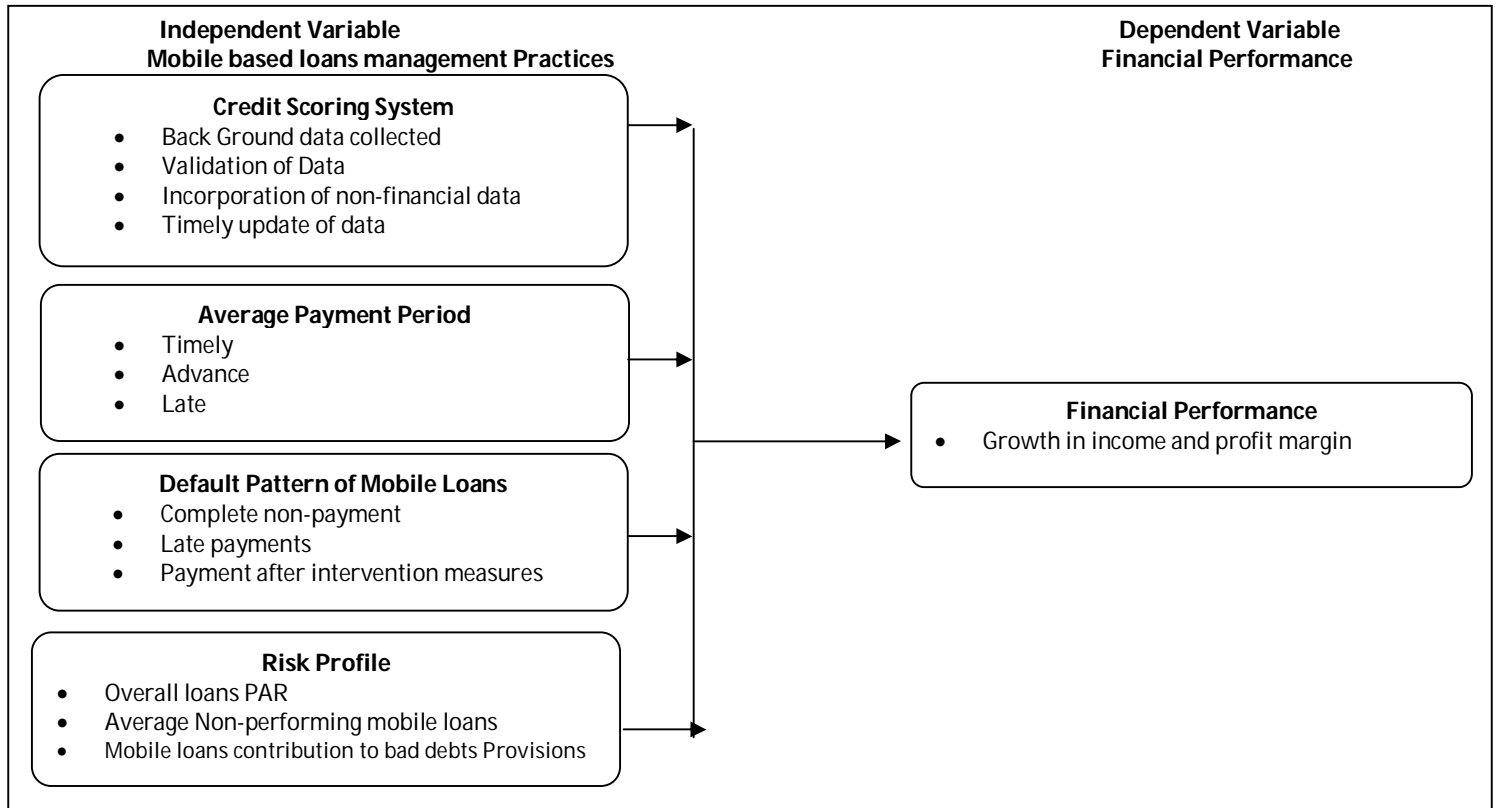 Independent Variable
Mobile based loans management Practices
Dependent Variable
Financial Performance
Credit Scoring System
• Back Ground data collected
• Validation of Data
• Incorporation of non-financial data
• Timely update of data
Average Payment Period
• Timely
• Advance
• Late
Default Pattern of Mobile Loans
• Complete non-payment
• Late payments
• Payment after intervention measures
Risk Profile
• Overall loans PAR
• Average Non-performing mobile loans
• Mobile loans contribution to bad debts Provisions
Financial Performance
• Growth in income and profit margin